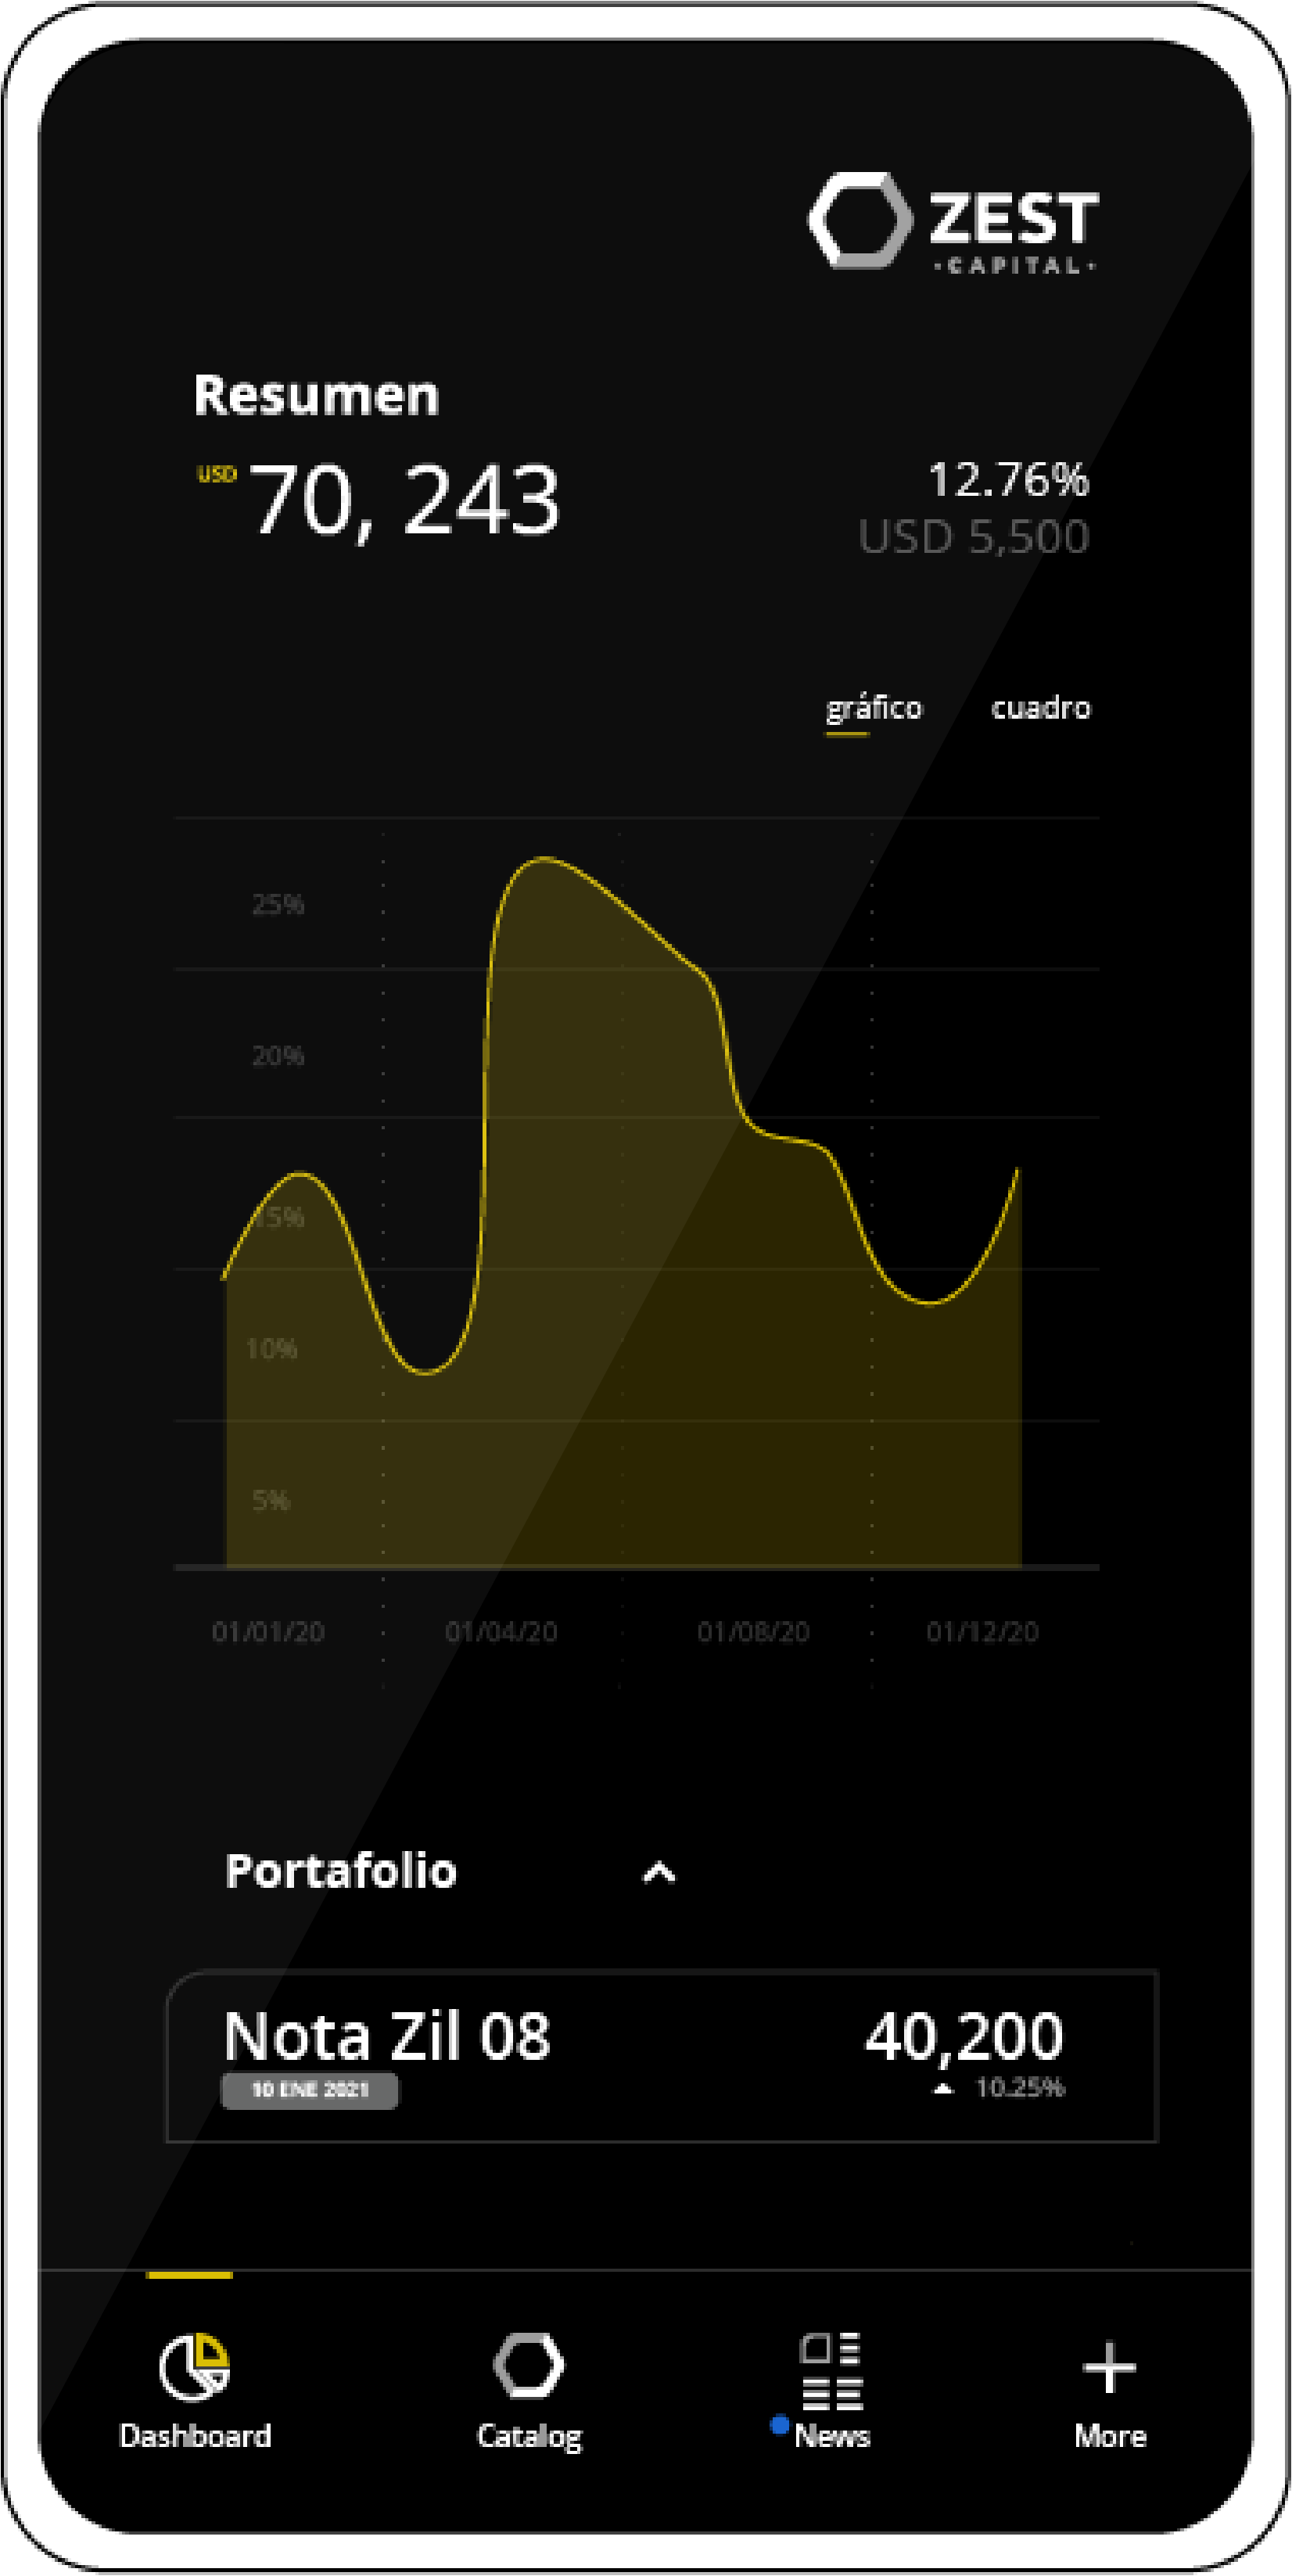 ZEST
·CAPITAL·
Resumen
USD 70, 243
12.76%
USD 5,500
gráfico cuadro
25%
20%
15%
10%
5%
01/01/20 01/04/20 01/08/20 01/12/20
Portafolio
Nota Zil 08 40,200
10 ENE 2021 10.25%
Dashboard Catalog News More